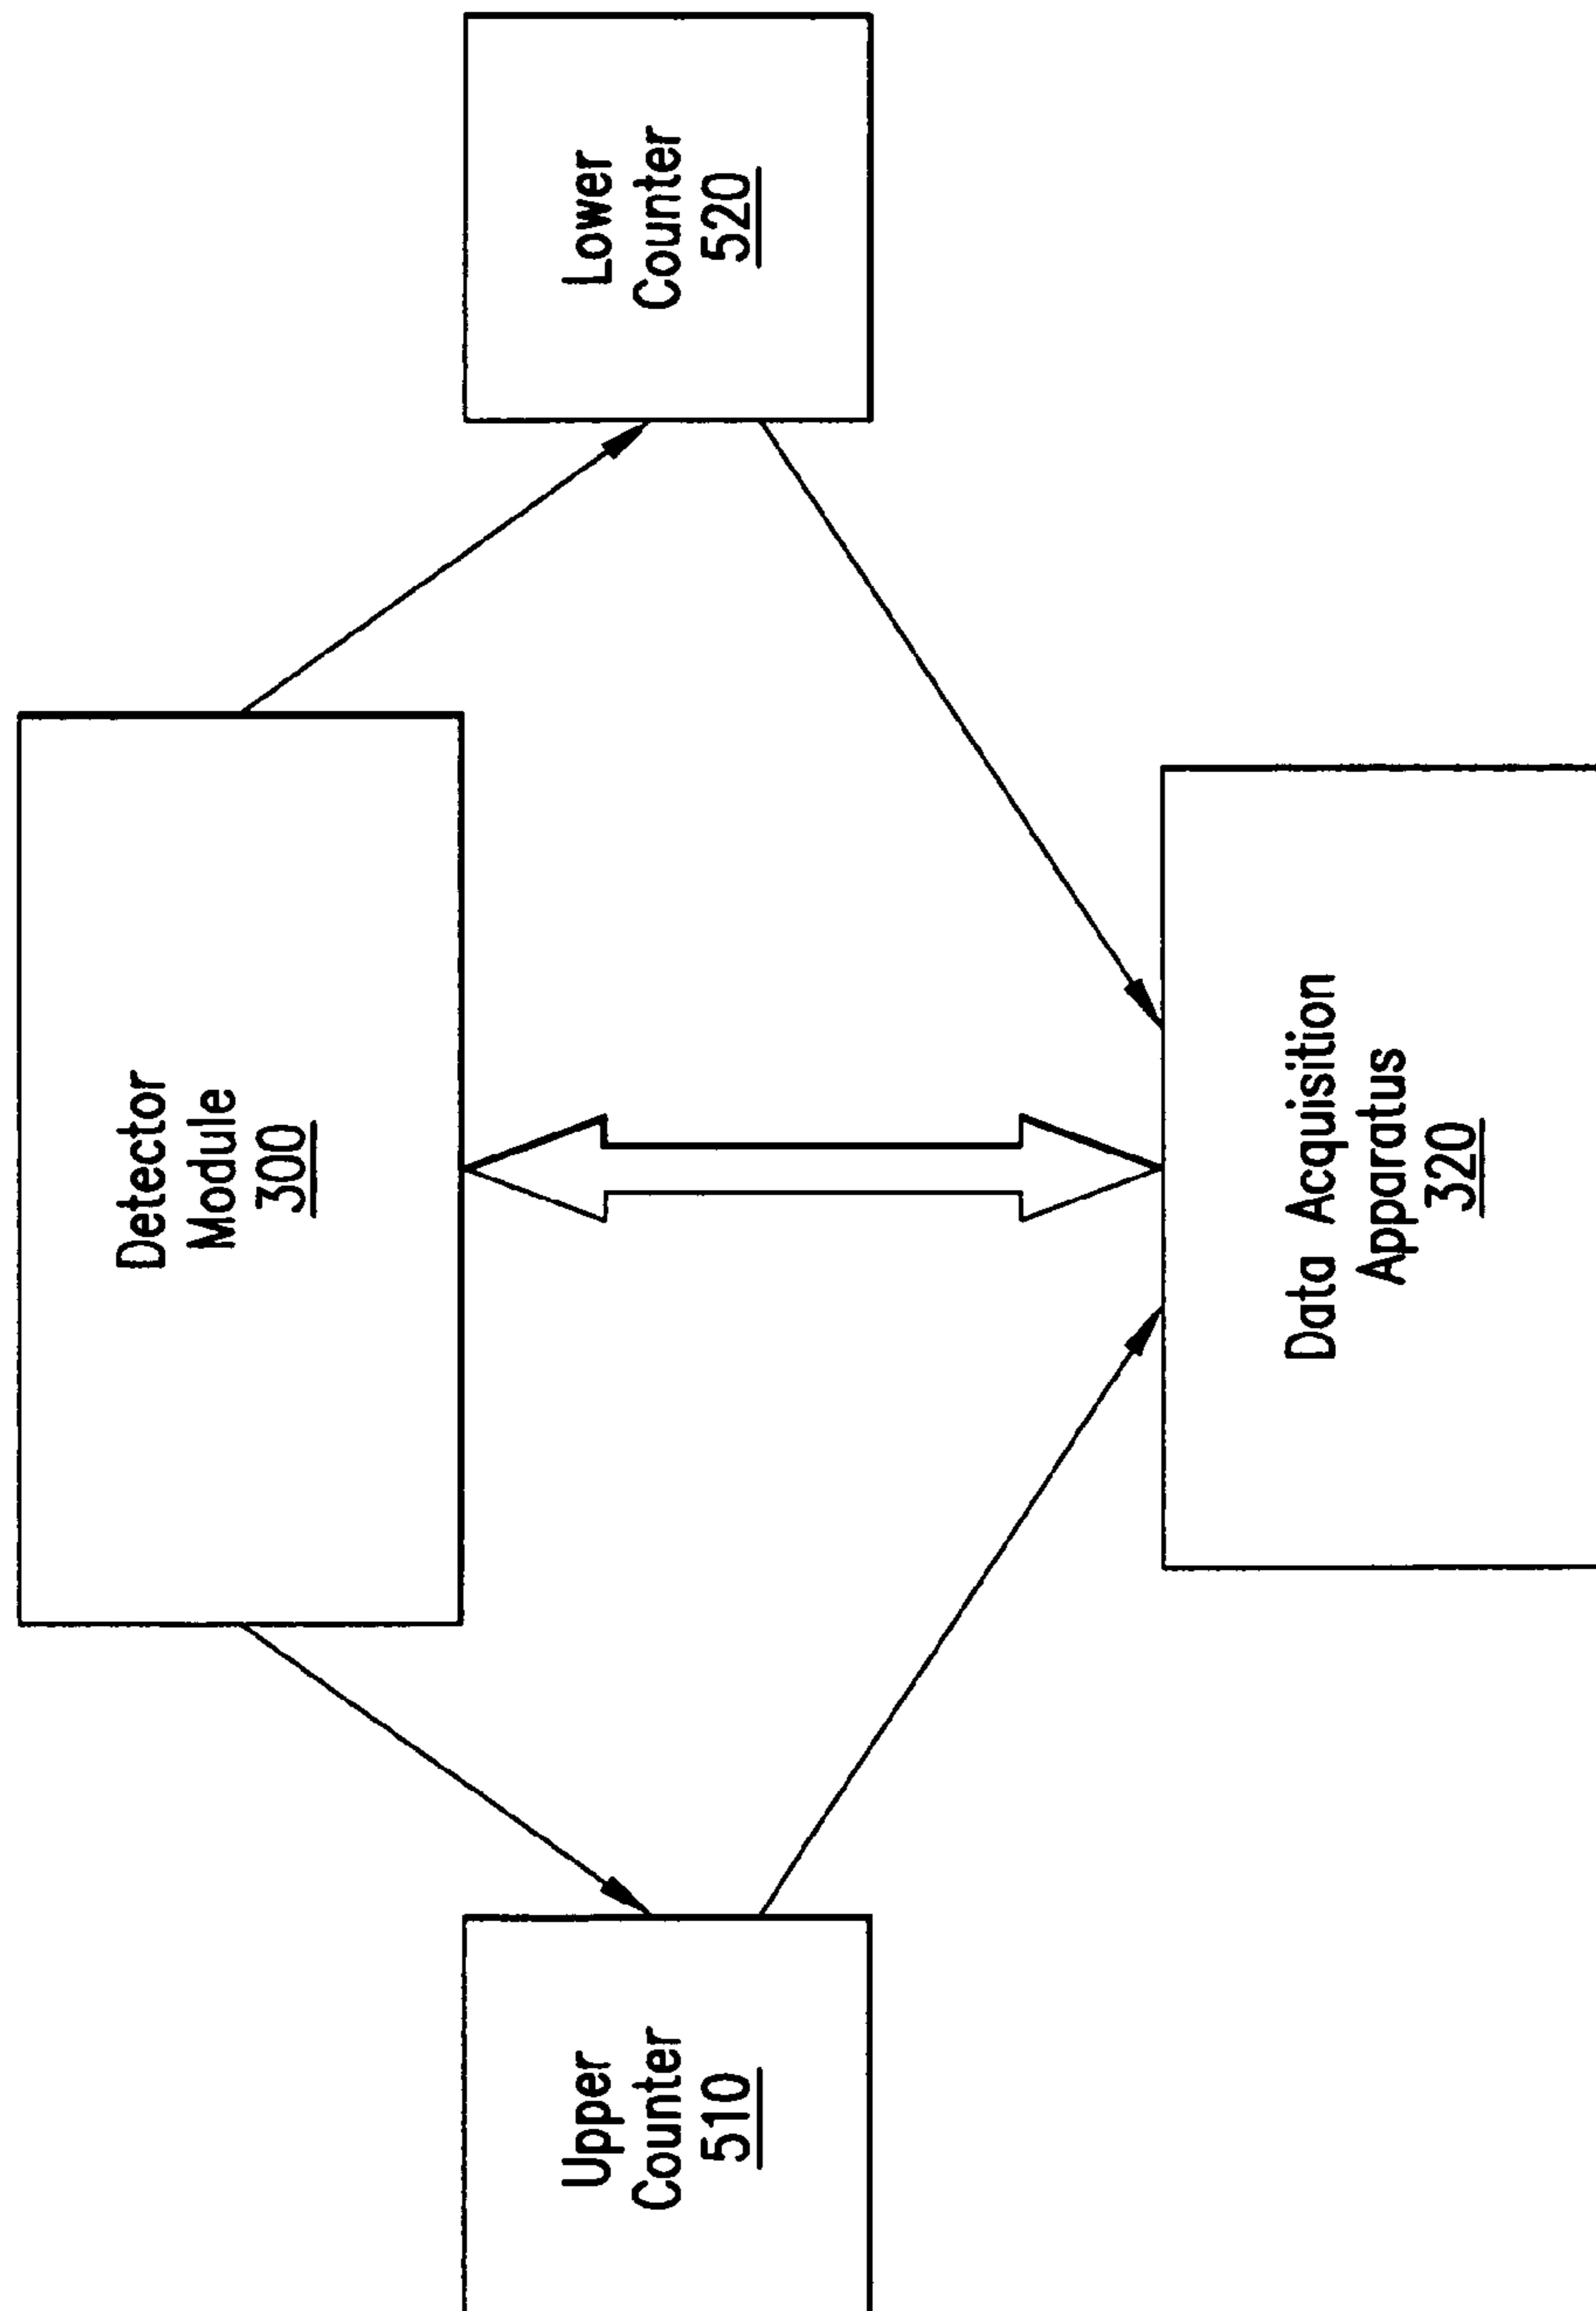 Detector
Module
300
Upper
Counter
510
Lower
Counter
520
Data Acquisition
Apparatus
320